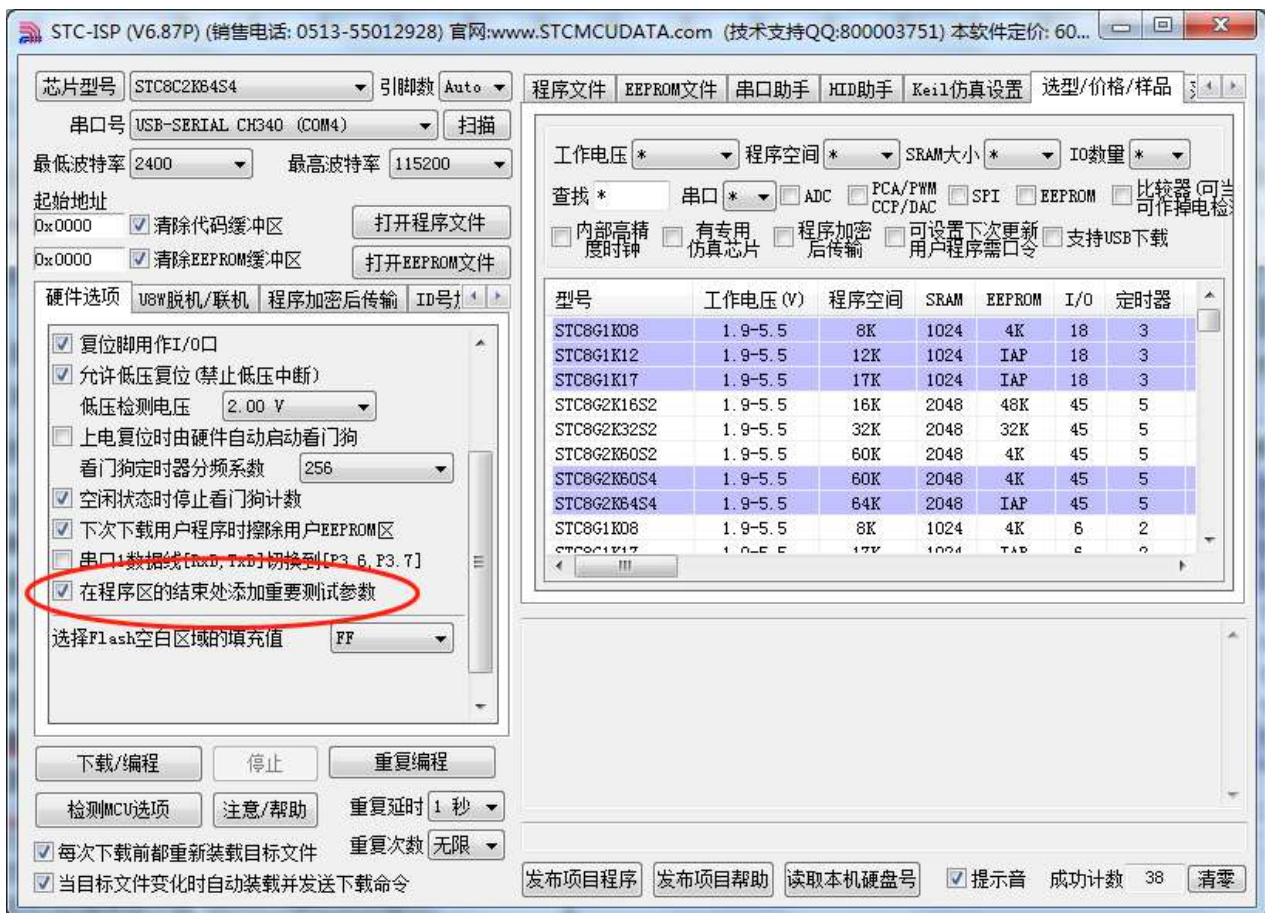 STC-ISP (V6.87P) (销售电话: 0513-55012928) 官网:www.STCMCUDATA.com (技术支持QQ:800003751) 本软件定价: 60...
芯片型号 STC8C2K64S4 引脚数 Auto
串口号 USB-SERIAL CH340 (COM4) 扫描
最低波特率 2400 最高波特率 115200
起始地址
0x0000 清除代码缓冲区 打开程序文件
0x0000 清除EEPROM缓冲区 打开EEPROM文件
硬件选项 U8W脱机/联机 程序加密后传输
复位脚用作I/O口
允许低压复位(禁止低压中断)
低压检测电压 2.00 V
上电复位时由硬件自动启动看门狗
看门狗定时器分频系数 256
空闲状态时停止看门狗计数
下次下载用户程序时擦除用户EEPROM区
串口1数据线[RxD,TxD]切换到[P3.6,P3.7]
在程序区的结束处添加重要测试参数
选择Flash空白区域的填充值 FF
下载/编程 停止 重复编程
检测MCU选项 注意/帮助 重复延时 1 秒
每次下载前都重新装载目标文件 重复次数 无限
当目标文件变化时自动装载并发送下载命令
程序文件 EEPROM文件 串口助手 HID助手 Keil仿真设置 选型/价格/样品
工作电压 * 程序空间 * SRAM大小 * IO数量 *
查找 * 串口 * ADC PCA/PWM CCP/DAC SPI EEPROM 比较器(可当 可作掉电检
内部高精度时钟 有专用仿真芯片 程序加密后传输 可设置下次更新用户程序需口令 支持USB下载
型号 工作电压(V) 程序空间 SRAM EEPROM I/O 定时器
STC8G1K08 1.9-5.5 8K 1024 4K 18 3
STC8G1K12 1.9-5.5 12K 1024 IAP 18 3
STC8G1K17 1.9-5.5 17K 1024 IAP 18 3
STC8G2K16S2 1.9-5.5 16K 2048 48K 45 5
STC8G2K32S2 1.9-5.5 32K 2048 32K 45 5
STC8G2K60S2 1.9-5.5 60K 2048 4K 45 5
STC8G2K60S4 1.9-5.5 60K 2048 4K 45 5
STC8G2K64S4 1.9-5.5 64K 2048 IAP 45 5
STC8G1K08 1.9-5.5 8K 1024 4K 6 2
STC8G1K17 1.9-5.5 17K 1024 IAP 6 2
发布项目程序 发布项目帮助 读取本机硬盘号 提示音 成功计数 38 清零